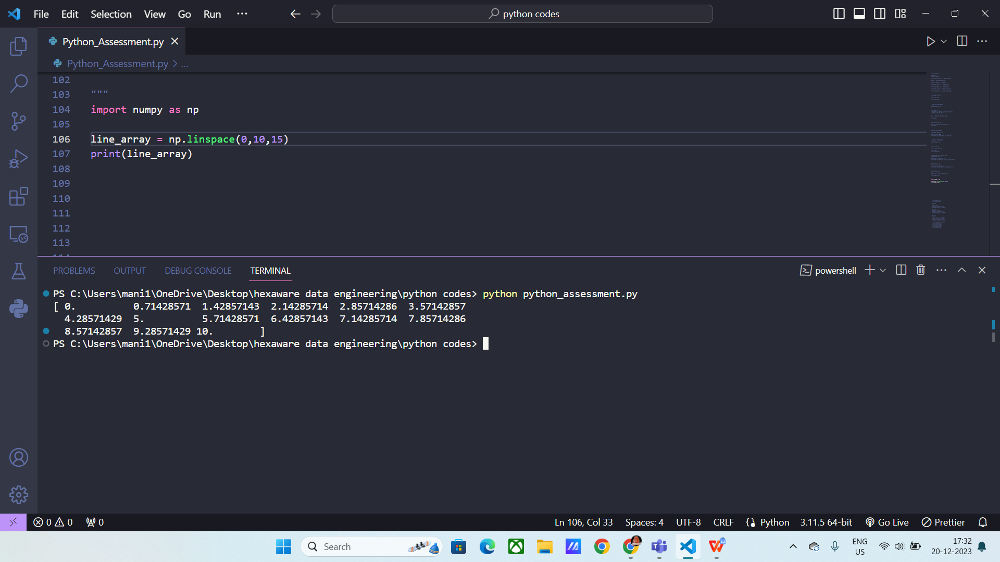 File Edit Selection View Go Run ...
python codes
Python_Assessment.py
Python_Assessment.py > ...
102
103 """
104 import numpy as np
105
106 line_array = np.linspace(0,10,15)
107 print(line_array)
108
109
110
111
112
113
PROBLEMS OUTPUT DEBUG CONSOLE TERMINAL
powershell
PS C:\Users\mani1\OneDrive\Desktop\hexaware data engineering\python codes> python python_assessment.py
[ 0. 0.71428571 1.42857143 2.14285714 2.85714286 3.57142857
4.28571429 5. 5.71428571 6.42857143 7.14285714 7.85714286
8.57142857 9.28571429 10. ]
PS C:\Users\mani1\OneDrive\Desktop\hexaware data engineering\python codes>
0 0 0
Ln 106, Col 33 Spaces: 4 UTF-8 CRLF Python 3.11.5 64-bit Go Live Prettier
Search
ENG
US
17:32
20-12-2023